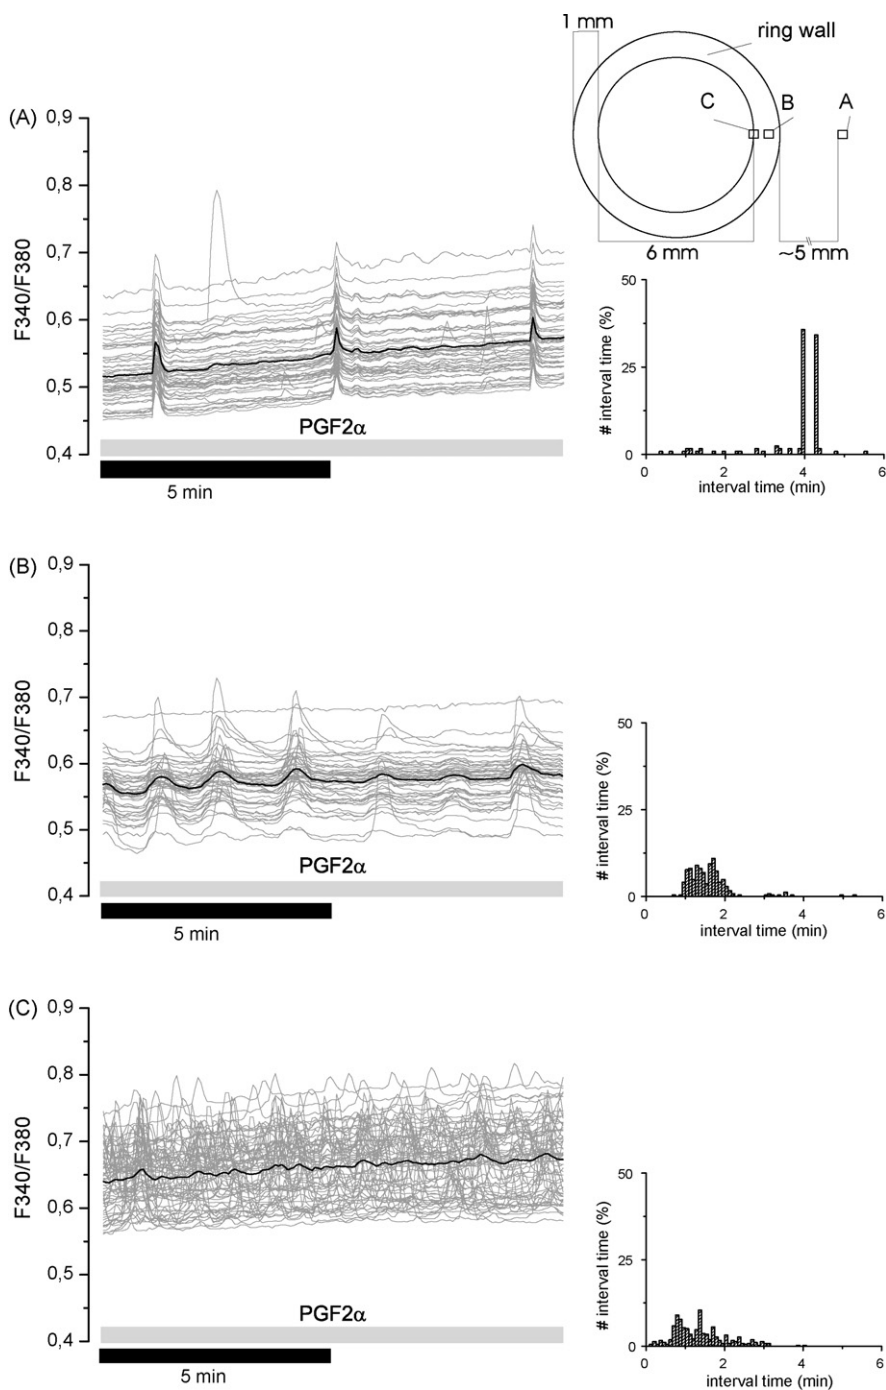 1 mm
ring wall
C
B
A
6 mm
~5 mm
(A)
0,9
0,8
0,7
0,6
0,5
0,4
F340/F380
PGF2α
5 min
50
25
0
# interval time (%)
0 2 4 6
interval time (min)
(B)
0,9
0,8
0,7
0,6
0,5
0,4
F340/F380
PGF2α
5 min
50
25
0
# interval time (%)
0 2 4 6
interval time (min)
(C)
0,9
0,8
0,7
0,6
0,5
0,4
F340/F380
PGF2α
5 min
50
25
0
# interval time (%)
0 2 4 6
interval time (min)